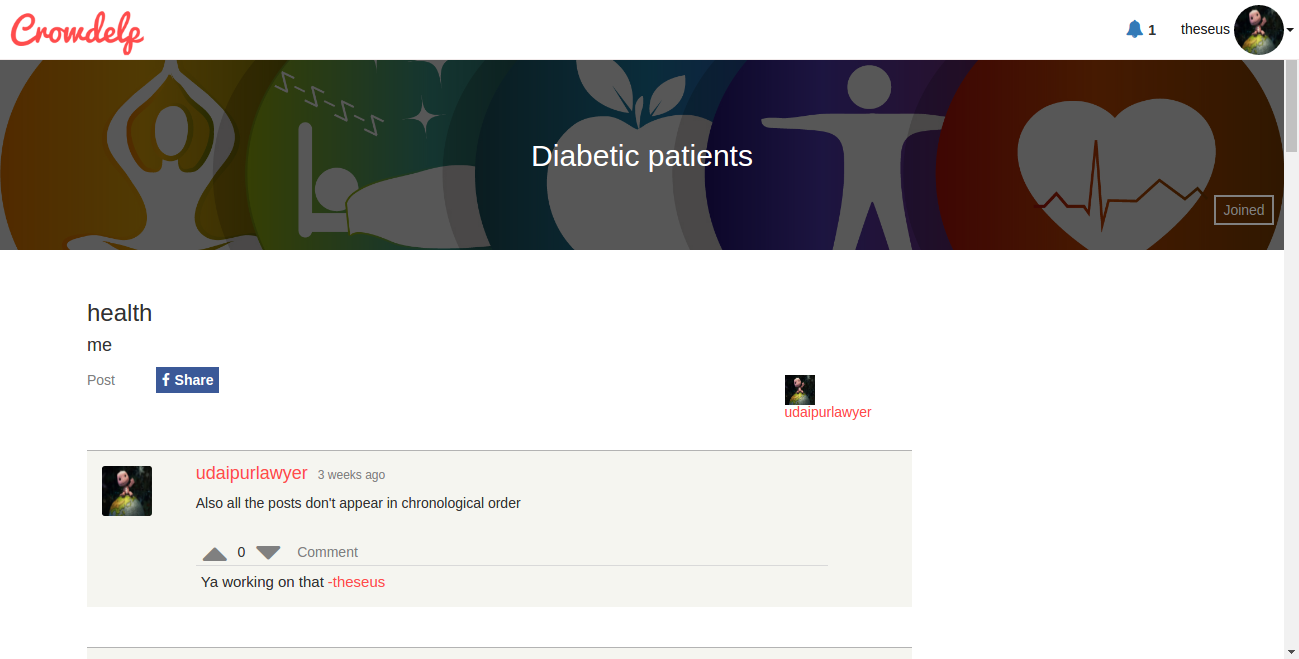 Crowdelp
1 theseus
Diabetic patients
Joined
health
me
Post f Share
udaipurlawyer
udaipurlawyer 3 weeks ago
Also all the posts don't appear in chronological order
0 Comment
Ya working on that -theseus